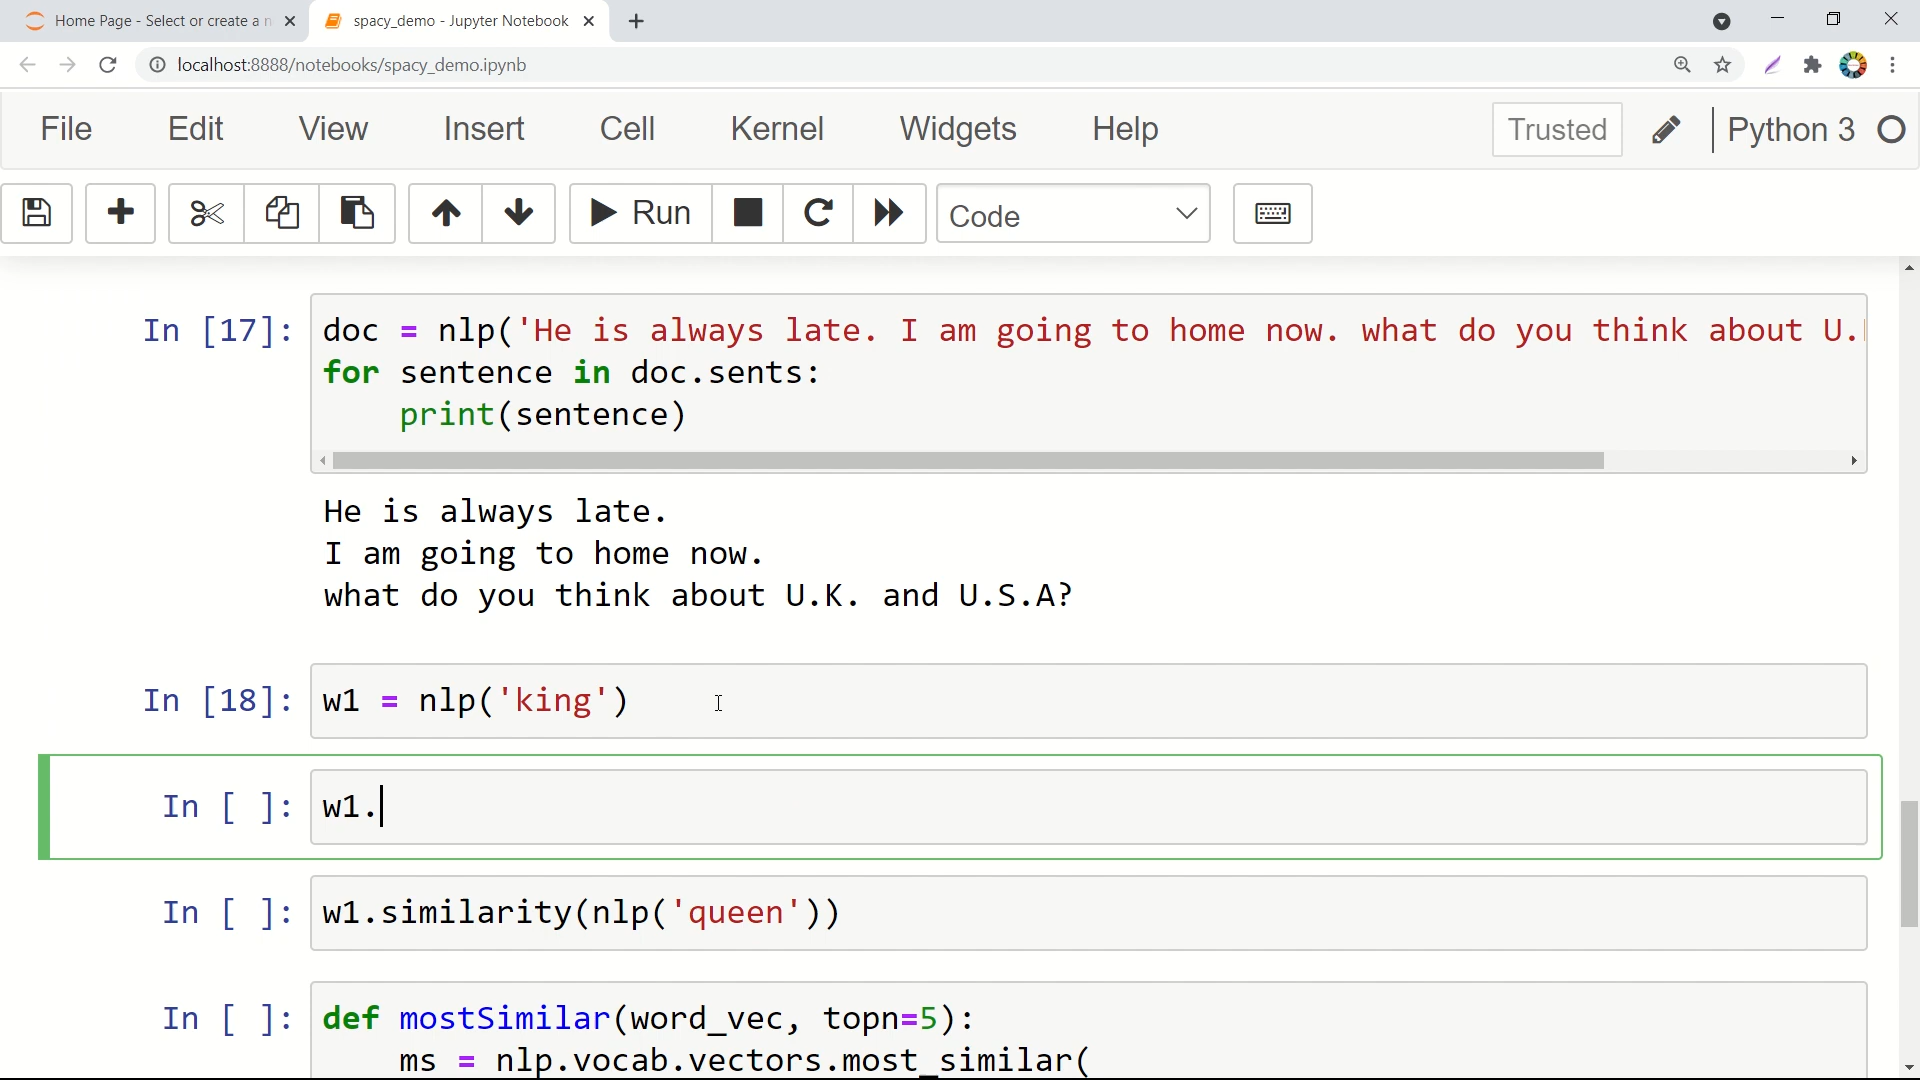 Home Page - Select or create a n
spacy_demo - Jupyter Notebook
localhost:8888/notebooks/spacy_demo.ipynb
File Edit View Insert Cell Kernel Widgets Help Trusted Python 3
Run Code
In [17]: doc = nlp('He is always late. I am going to home now. what do you think about U.
for sentence in doc.sents:
    print(sentence)
He is always late.
I am going to home now.
what do you think about U.K. and U.S.A?
In [18]: w1 = nlp('king')
In [ ]: w1.
In [ ]: w1.similarity(nlp('queen'))
In [ ]: def mostSimilar(word_vec, topn=5):
    ms = nlp.vocab.vectors.most_similar(